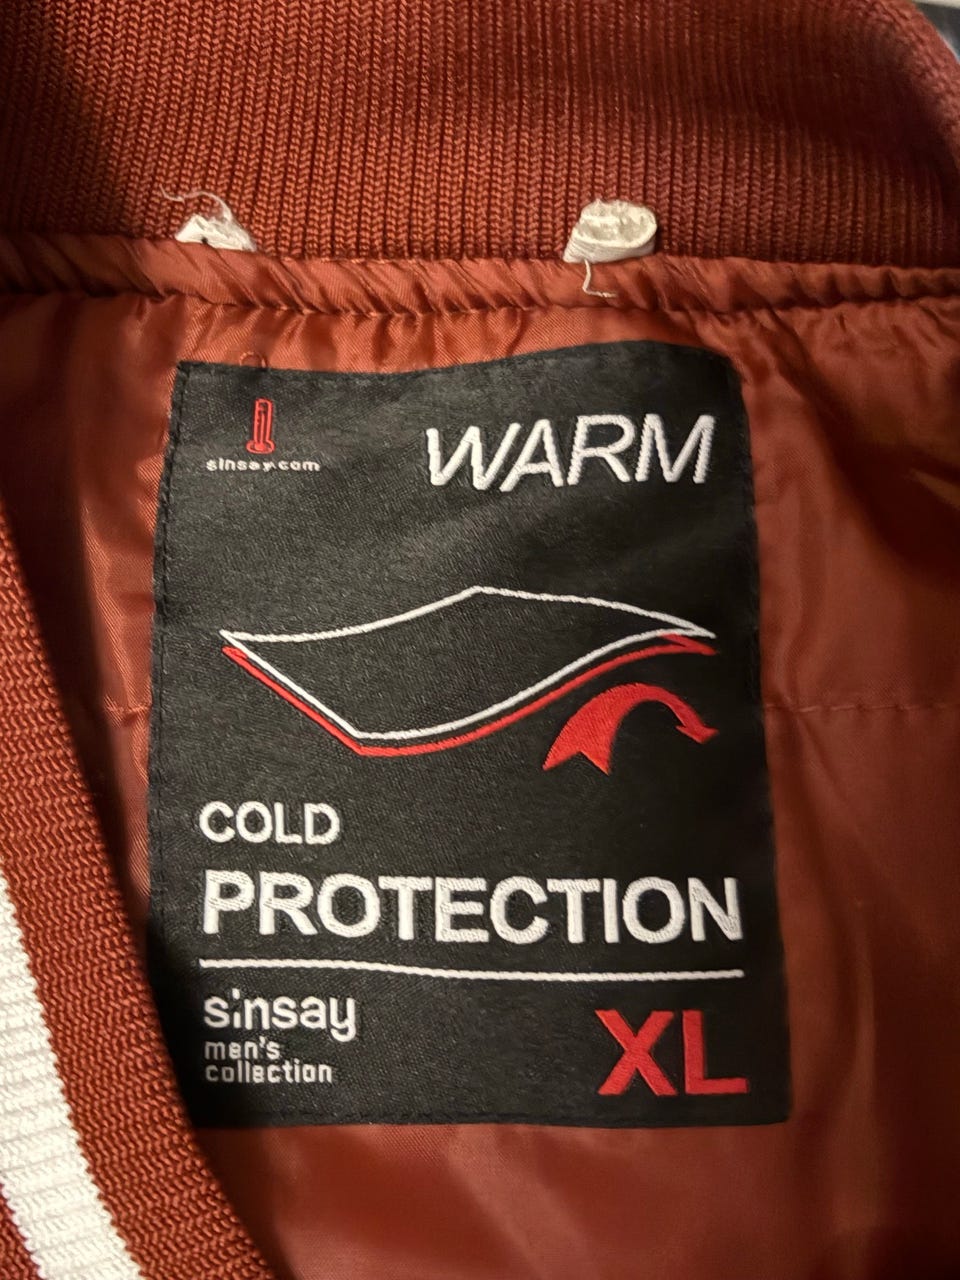 sinsay.com
WARM
COLD
PROTECTION
sinsay
men's
collection
XL